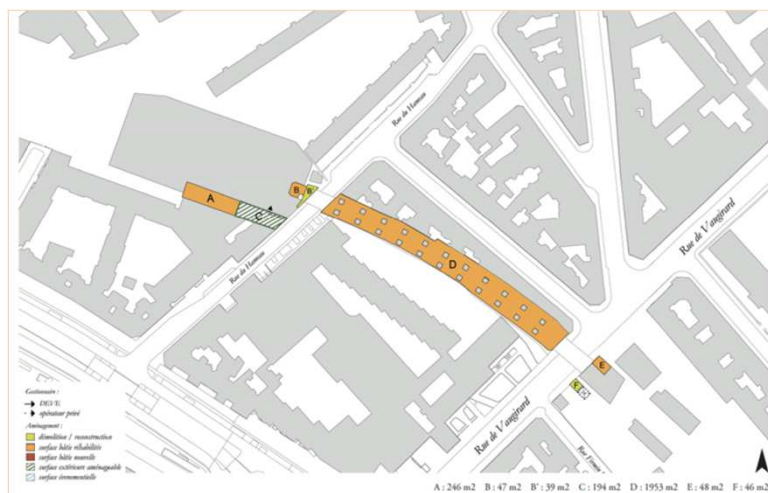 Rue du Hameau
B
B'
A
C
Rue du Hameau
D
Rue de Vaugirard
E
F
Gestionnaire :
DEVE
opérateur privé
Aménagement :
démolition / reconstruction
surface bâtie réhabilitée
surface bâtie nouvelle
surface extérieure aménageable
surface événementielle
Rue de Vaugirard
A : 246 m2 B : 47 m2 B' : 39 m2 C : 194 m2 D : 1953 m2 E : 48 m2 F : 46 m2